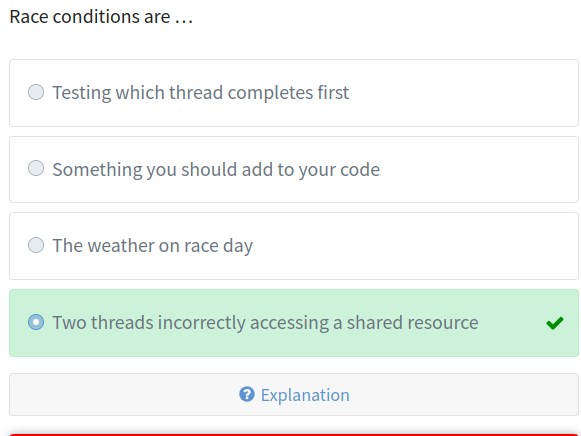 Race conditions are …
Testing which thread completes first
Something you should add to your code
The weather on race day
Two threads incorrectly accessing a shared resource
Explanation